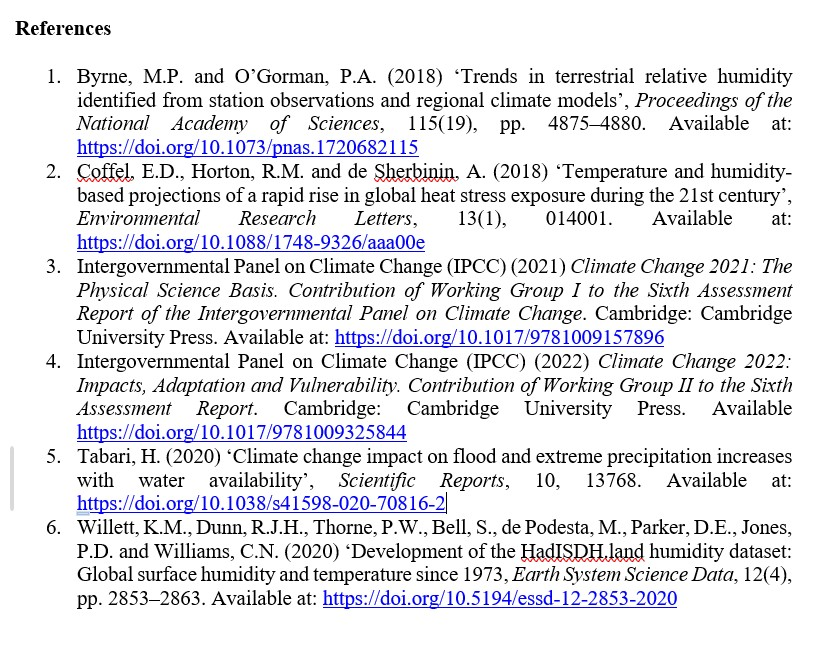 References
1. Byrne, M.P. and O’Gorman, P.A. (2018) ‘Trends in terrestrial relative humidity
identified from station observations and regional climate models’, Proceedings of the
National Academy of Sciences, 115(19), pp. 4875–4880. Available at:
https://doi.org/10.1073/pnas.1720682115
2. Coffel, E.D., Horton, R.M. and de Sherbinin, A. (2018) ‘Temperature and humidity-
based projections of a rapid rise in global heat stress exposure during the 21st century’,
Environmental Research Letters, 13(1), 014001. Available at:
https://doi.org/10.1088/1748-9326/aaa00e
3. Intergovernmental Panel on Climate Change (IPCC) (2021) Climate Change 2021: The
Physical Science Basis. Contribution of Working Group I to the Sixth Assessment
Report of the Intergovernmental Panel on Climate Change. Cambridge: Cambridge
University Press. Available at: https://doi.org/10.1017/9781009157896
4. Intergovernmental Panel on Climate Change (IPCC) (2022) Climate Change 2022:
Impacts, Adaptation and Vulnerability. Contribution of Working Group II to the Sixth
Assessment Report. Cambridge: Cambridge University Press. Available
https://doi.org/10.1017/9781009325844
5. Tabari, H. (2020) ‘Climate change impact on flood and extreme precipitation increases
with water availability’, Scientific Reports, 10, 13768. Available at:
https://doi.org/10.1038/s41598-020-70816-2
6. Willett, K.M., Dunn, R.J.H., Thorne, P.W., Bell, S., de Podesta, M., Parker, D.E., Jones,
P.D. and Williams, C.N. (2020) ‘Development of the HadISDH.land humidity dataset:
Global surface humidity and temperature since 1973, Earth System Science Data, 12(4),
pp. 2853–2863. Available at: https://doi.org/10.5194/essd-12-2853-2020